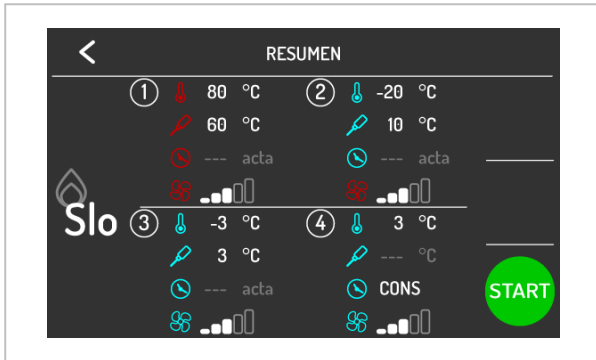 RESUMEN
1 80 °C
60 °C
--- acta
2 -20 °C
10 °C
--- acta
Slo
3 -3 °C
3 °C
--- acta
4 3 °C
--- °C
CONS
START